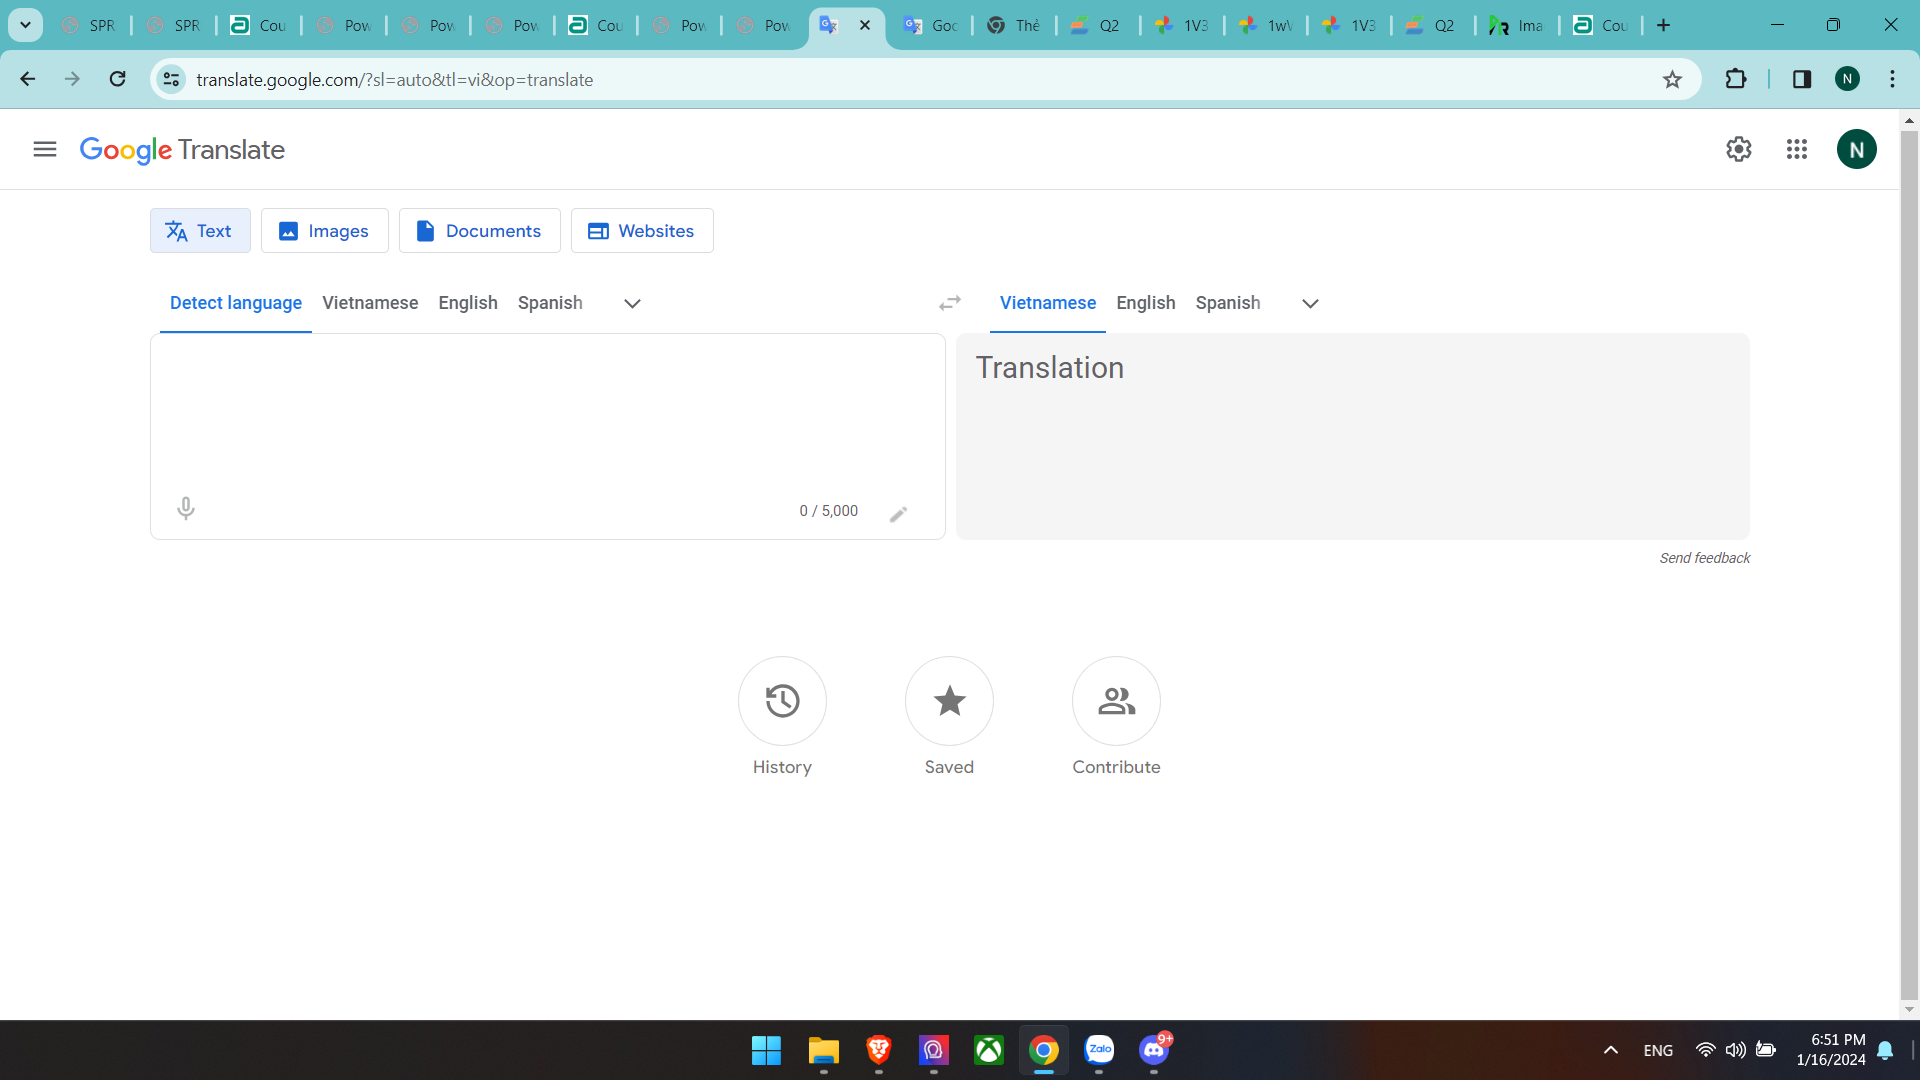 SPR
SPR
Cou
Pow
Pow
Pow
Cou
Pow
Pow
Goo
Thẻ
Q2
1V3
1wV
1V3
Q2
Ima
Cou
translate.google.com/?sl=auto&tl=vi&op=translate
N
Google Translate
N
Text
Images
Documents
Websites
Detect language
Vietnamese
English
Spanish
Vietnamese
English
Spanish
Translation
0 / 5,000
Send feedback
History
Saved
Contribute
Zalo
9+
ENG
6:51 PM
1/16/2024